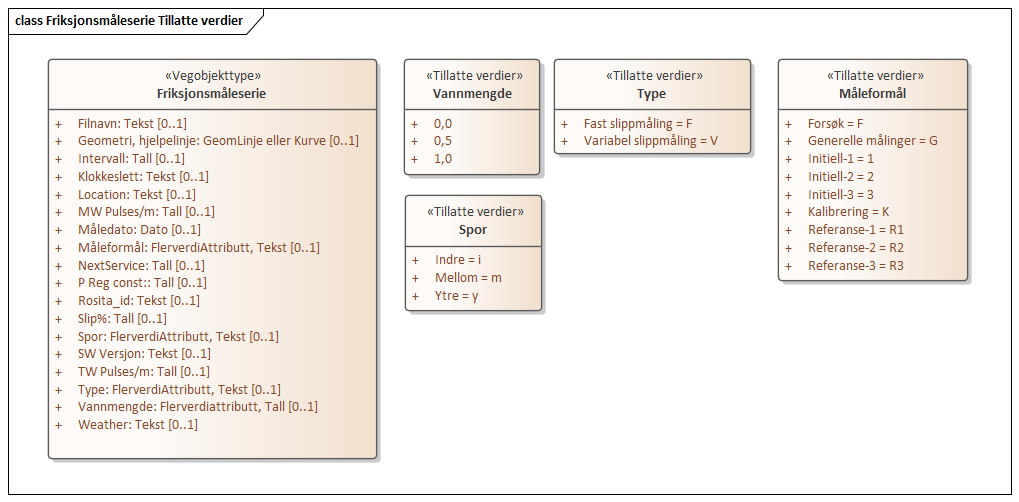 class Friksjonsmåleserie Tillatte verdier
«Vegobjekttype»
Friksjonsmåleserie
+ Filnavn: Tekst [0..1]
+ Geometri, hjelpelinje: GeomLinje eller Kurve [0..1]
+ Intervall: Tall [0..1]
+ Klokkeslett: Tekst [0..1]
+ Location: Tekst [0..1]
+ MW Pulses/m: Tall [0..1]
+ Måledato: Dato [0..1]
+ Måleformål: FlerverdiAttributt, Tekst [0..1]
+ NextService: Tall [0..1]
+ P Reg const:: Tall [0..1]
+ Rosita_id: Tekst [0..1]
+ Slip%: Tall [0..1]
+ Spor: FlerverdiAttributt, Tekst [0..1]
+ SW Versjon: Tekst [0..1]
+ TW Pulses/m: Tall [0..1]
+ Type: FlerverdiAttributt, Tekst [0..1]
+ Vannmengde: Flerverdiattributt, Tall [0..1]
+ Weather: Tekst [0..1]
«Tillatte verdier»
Vannmengde
+ 0,0
+ 0,5
+ 1,0
«Tillatte verdier»
Spor
+ Indre = i
+ Mellom = m
+ Ytre = y
«Tillatte verdier»
Type
+ Fast slippmåling = F
+ Variabel slippmåling = V
«Tillatte verdier»
Måleformål
+ Forsøk = F
+ Generelle målinger = G
+ Initiell-1 = 1
+ Initiell-2 = 2
+ Initiell-3 = 3
+ Kalibrering = K
+ Referanse-1 = R1
+ Referanse-2 = R2
+ Referanse-3 = R3